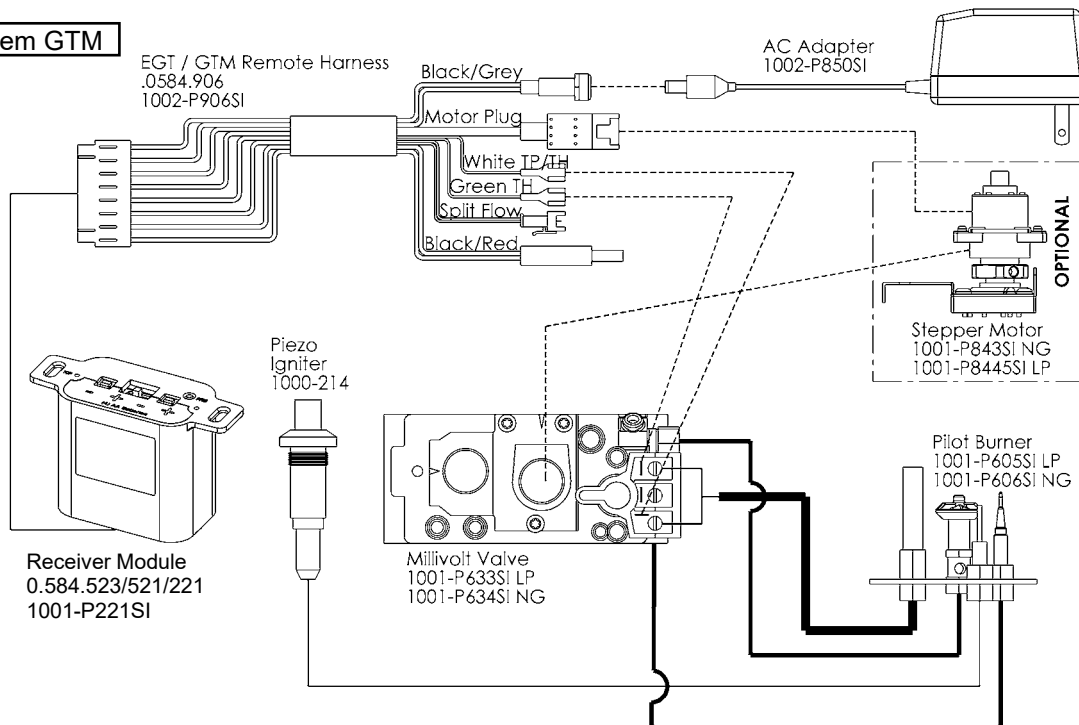 em GTM
EGT / GTM Remote Harness
.0584.906
1002-P906SI
Black/Grey
Motor Plug
White TP/TH
Green TH
Split Flow
Black/Red
AC Adapter
1002-P850SI
OPTIONAL
Stepper Motor
1001-P843SI NG
1001-P8445SI LP
Piezo
Igniter
1000-214
Receiver Module
0.584.523/521/221
1001-P221SI
Millivolt Valve
1001-P633SI LP
1001-P634SI NG
Pilot Burner
1001-P605SI LP
1001-P606SI NG